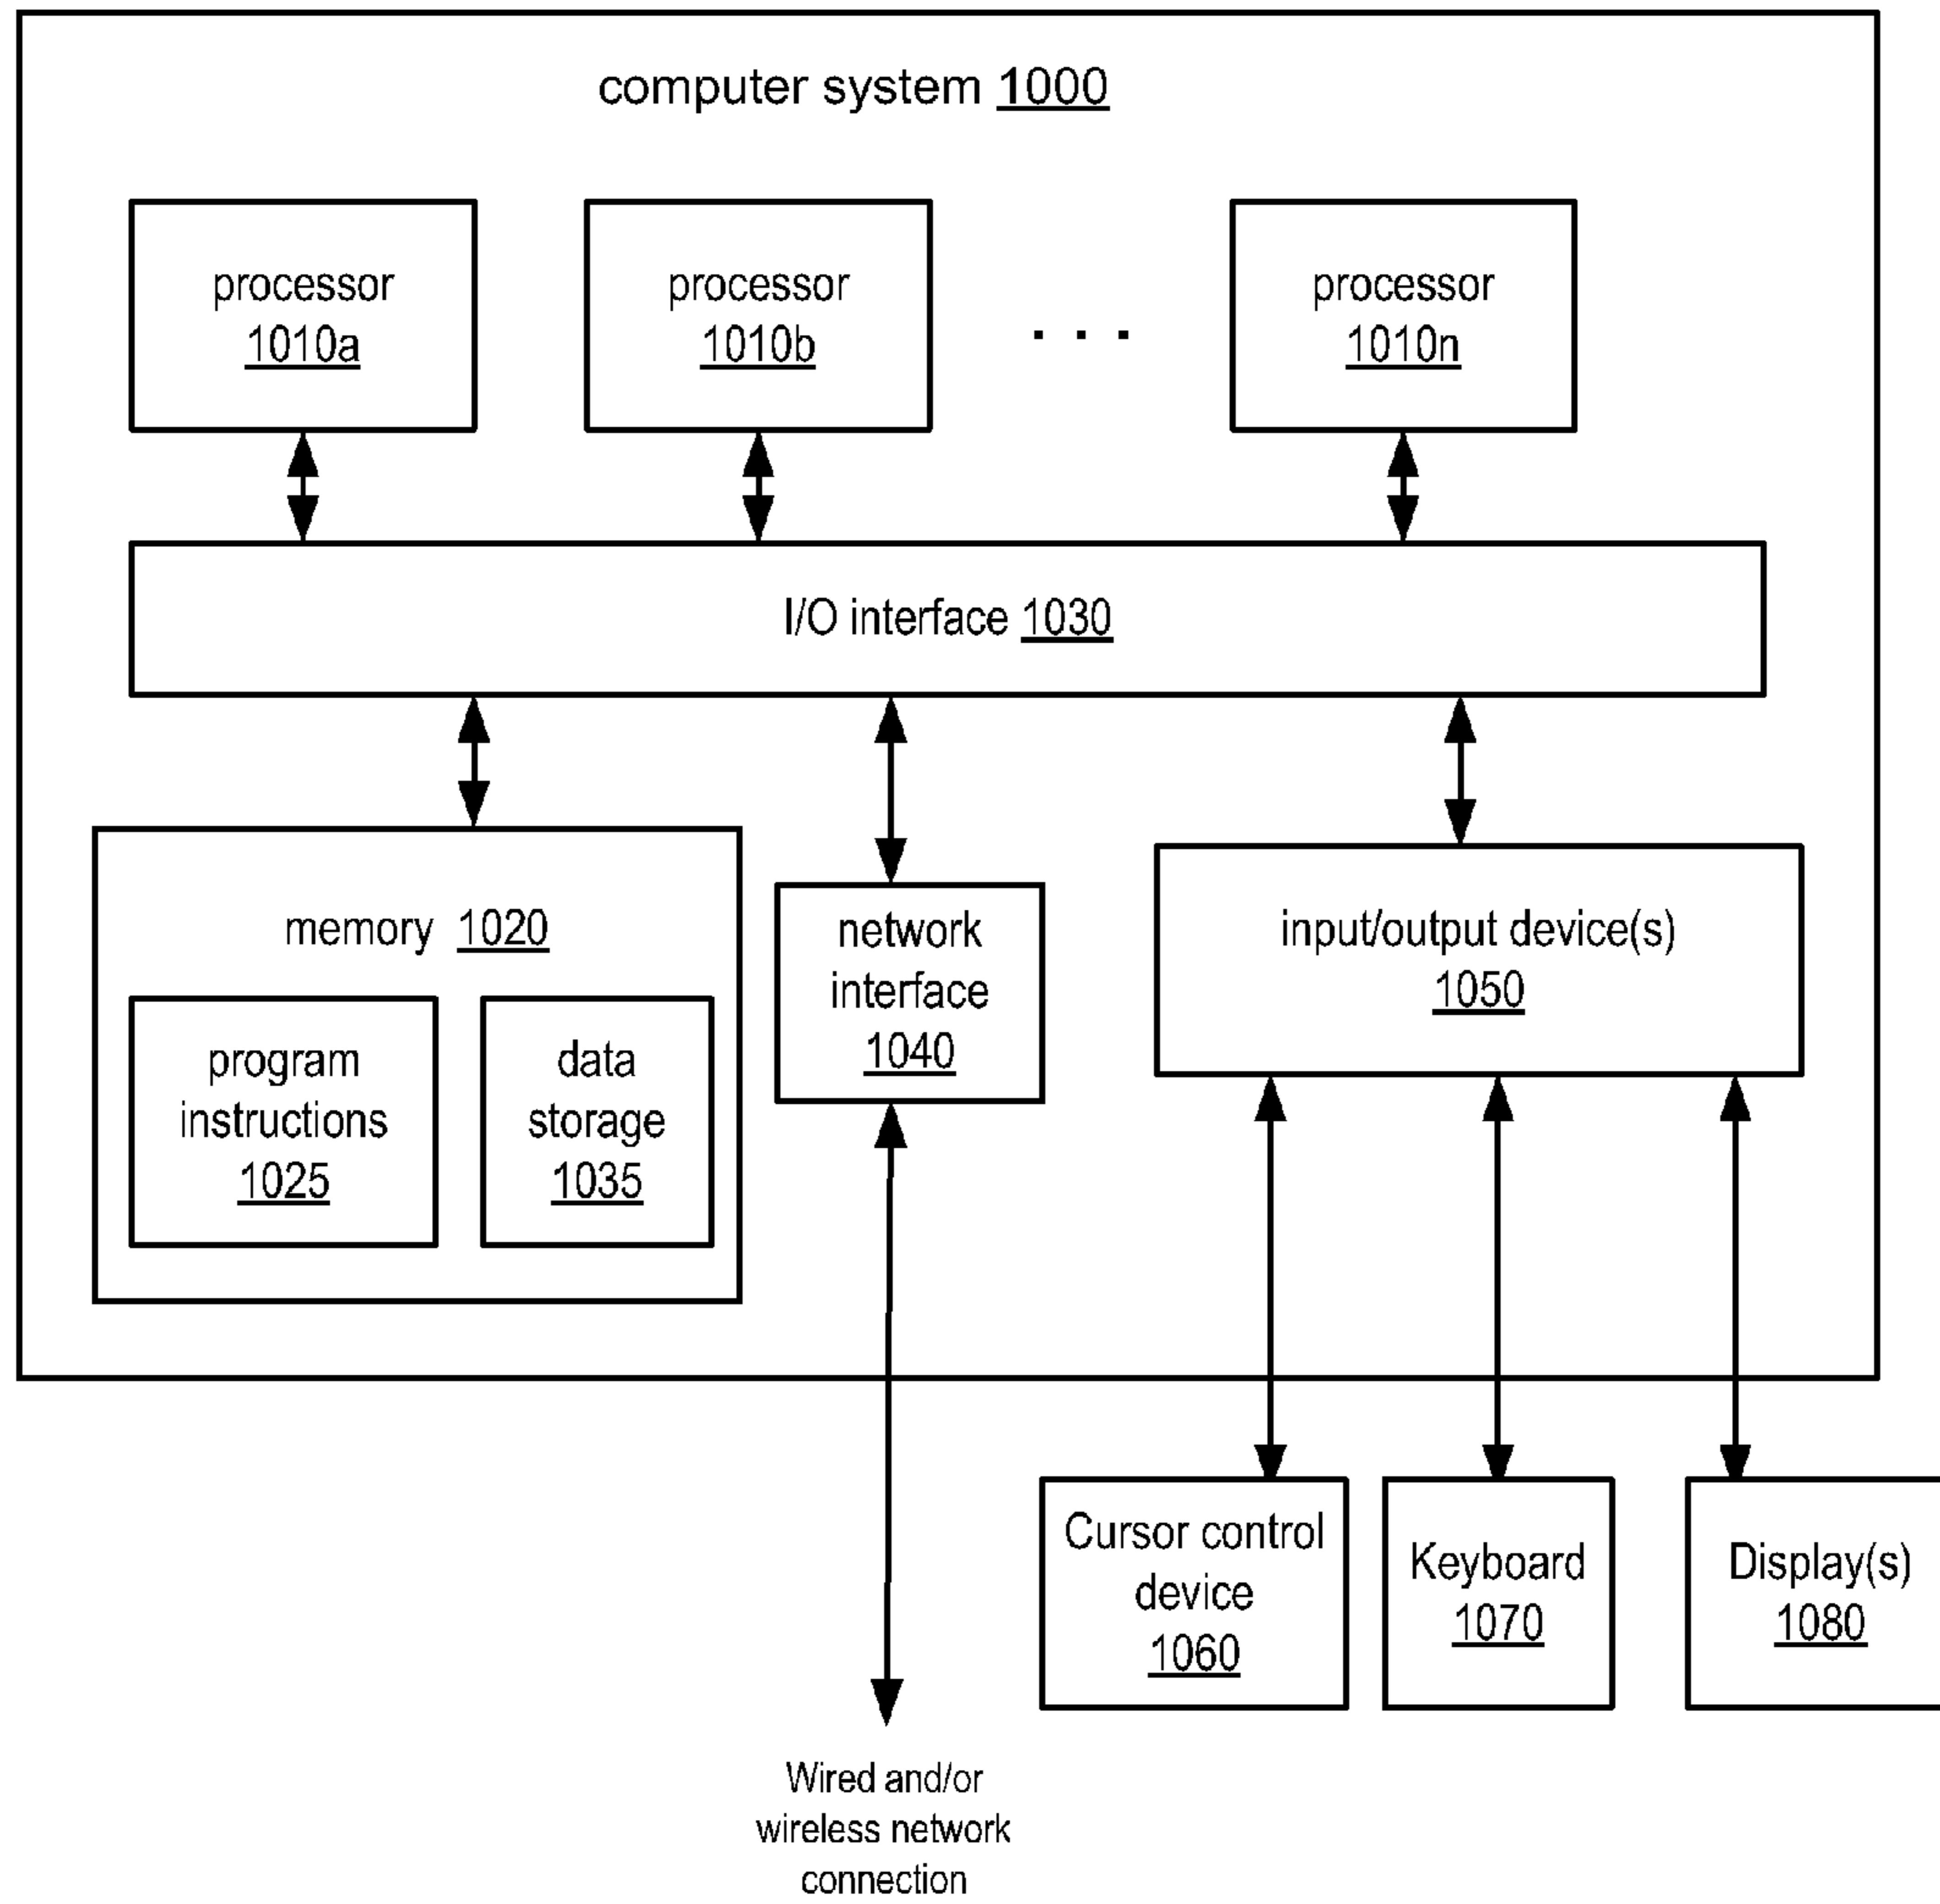 computer system 1000
processor
1010a
processor
1010b
. . .
processor
1010n
I/O interface 1030
memory 1020
program
instructions
1025
data
storage
1035
network
interface
1040
input/output device(s)
1050
Cursor control
device
1060
Keyboard
1070
Display(s)
1080
Wired and/or
wireless network
connection